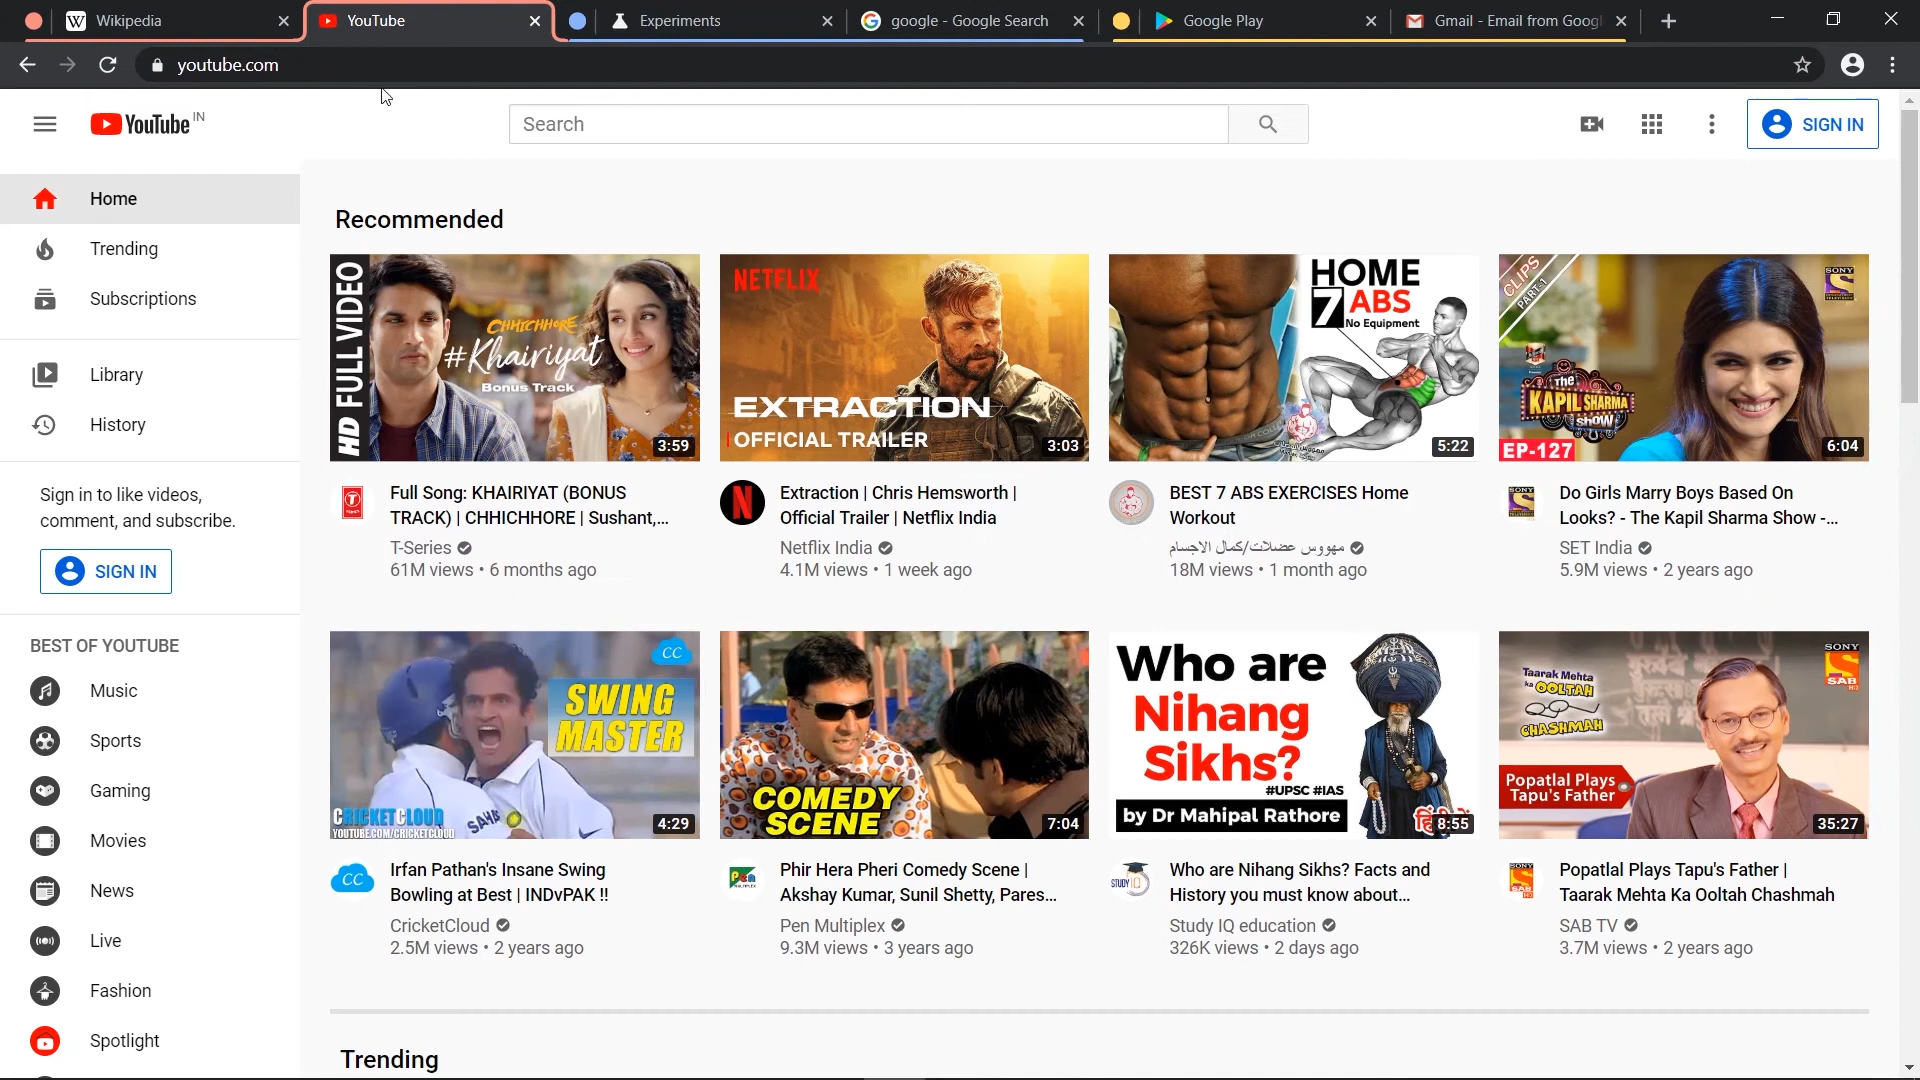 Wikipedia
YouTube
Experiments
google - Google Search
Google Play
Gmail - Email from Googl
youtube.com
YouTube IN
Search
SIGN IN
Home
Trending
Subscriptions
Library
History
Sign in to like videos,
comment, and subscribe.
SIGN IN
BEST OF YOUTUBE
Music
Sports
Gaming
Movies
News
Live
Fashion
Spotlight
Recommended
HD FULL VIDEO
CHHICHHORE
#Khairiyat
Bonus Track
3:59
Full Song: KHAIRIYAT (BONUS
TRACK) | CHHICHHORE | Sushant,...
T-Series
61M views • 6 months ago
NETFLIX
EXTRACTION
OFFICIAL TRAILER
3:03
Extraction | Chris Hemsworth |
Official Trailer | Netflix India
Netflix India
4.1M views • 1 week ago
HOME
7 ABS
No Equipment
5:22
BEST 7 ABS EXERCISES Home
Workout
مهووس عضلات/كمال الاجسام
18M views • 1 month ago
CLIPS
PART-1
SONY
The
KAPIL SHARMA
SHOW
EP-127
6:04
Do Girls Marry Boys Based On
Looks? - The Kapil Sharma Show -...
SET India
5.9M views • 2 years ago
CC
SWING
MASTER
SAHARA
CRICKETCLOUD
YOUTUBE.COM/CRICKETCLOUD
4:29
CC
Irfan Pathan's Insane Swing
Bowling at Best | INDvPAK !!
CricketCloud
2.5M views • 2 years ago
COMEDY
SCENE
7:04
Pen
Phir Hera Pheri Comedy Scene |
Akshay Kumar, Sunil Shetty, Pares...
Pen Multiplex
9.3M views • 3 years ago
Who are
Nihang
Sikhs?
#UPSC #IAS
by Dr Mahipal Rathore
8:55
STUDY IQ
Who are Nihang Sikhs? Facts and
History you must know about...
Study IQ education
326K views • 2 days ago
SONY
SAB
HD
Taarak Mehta
ka OOLTAH
CHASHMAH
Popatlal Plays
Tapu's Father
35:27
Popatlal Plays Tapu's Father |
Taarak Mehta Ka Ooltah Chashmah
SAB TV
3.7M views • 2 years ago
Trending